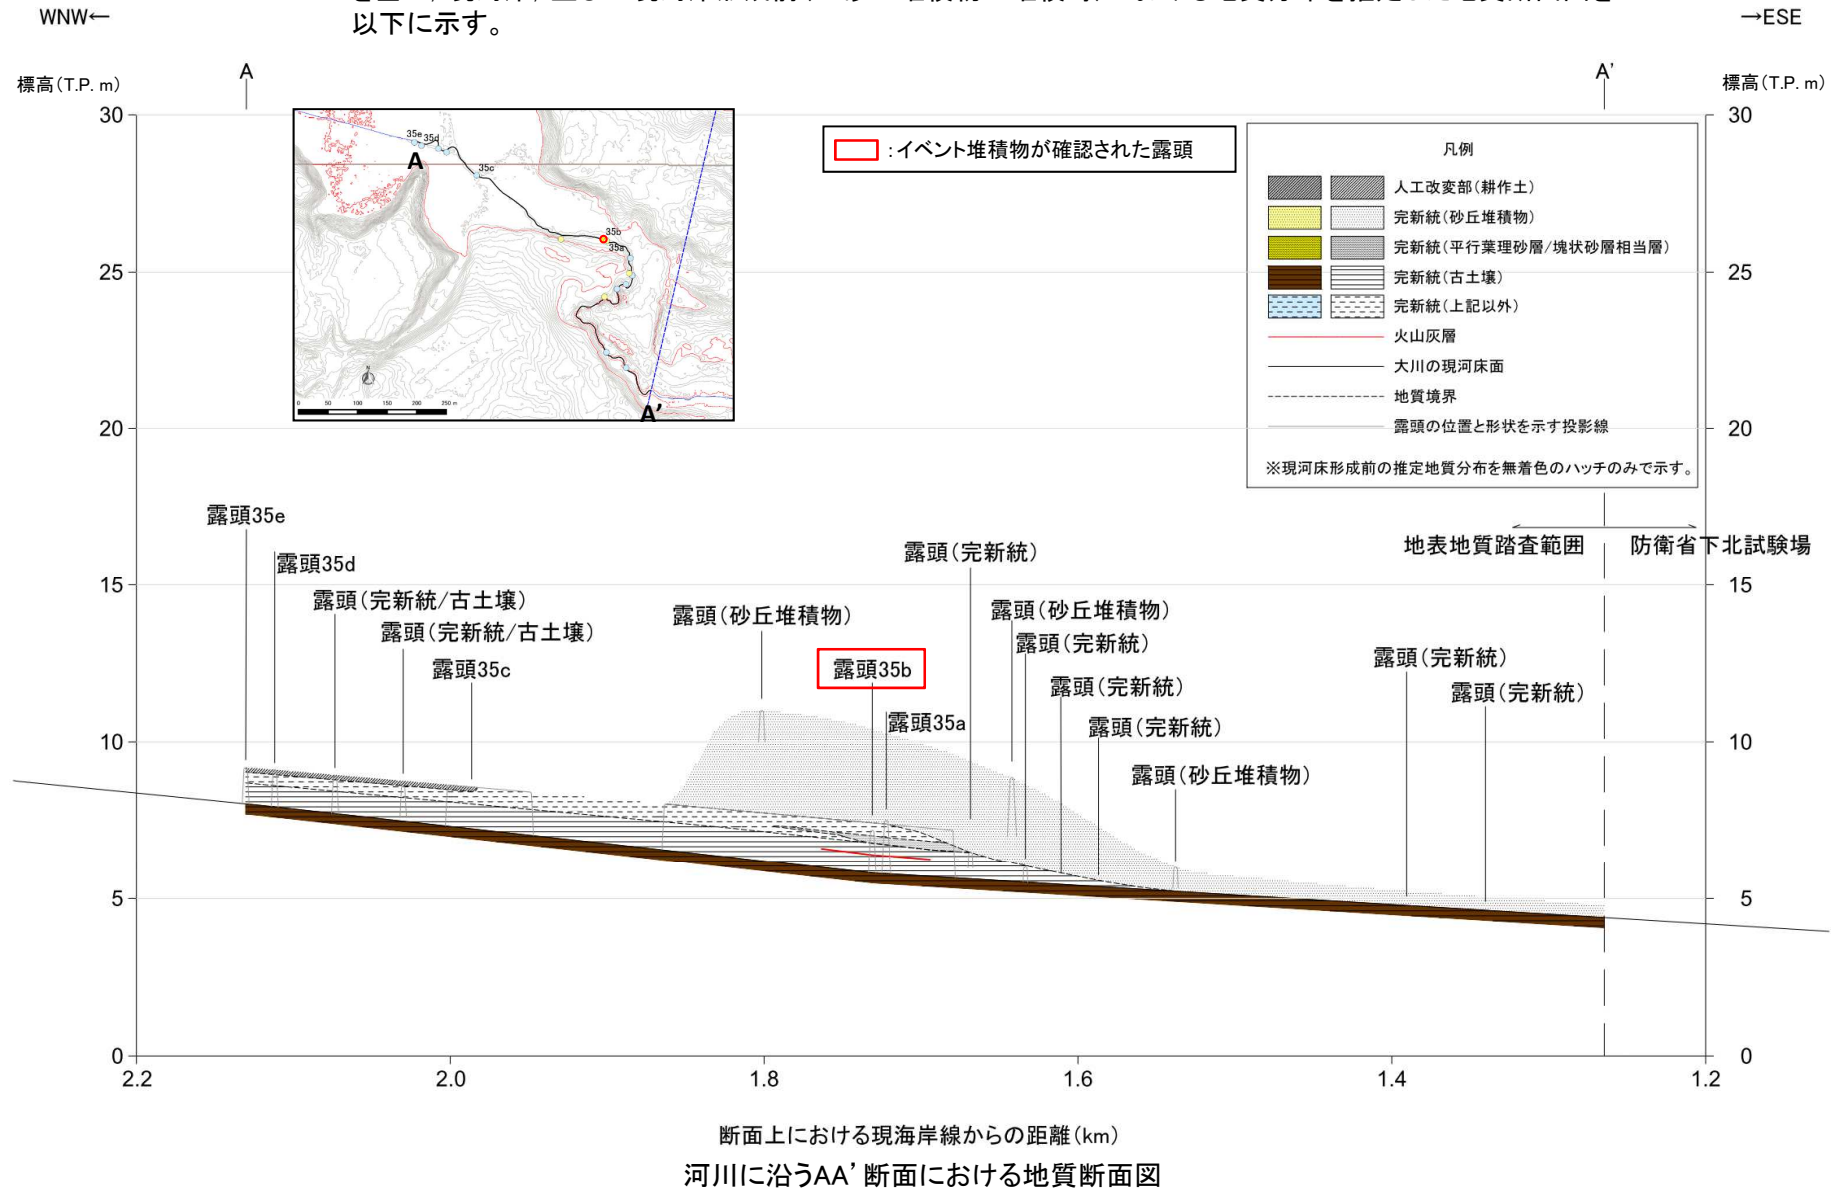 以下に示す。
WNW←
→ESE
標高(T.P. m)
A
A'
標高(T.P. m)
30
25
20
15
10
5
0
30
25
20
15
10
5
0
35e
35d
A
35c
35b
35a
A'
N
0 50 100 150 200 250 m
:イベント堆積物が確認された露頭
凡例
人工改変部(耕作土)
完新統(砂丘堆積物)
完新統(平行葉理砂層/塊状砂層相当層)
完新統(古土壌)
完新統(上記以外)
火山灰層
大川の現河床面
地質境界
露頭の位置と形状を示す投影線
※現河床形成前の推定地質分布を無着色のハッチのみで示す。
地表地質踏査範囲
防衛省下北試験場
露頭35e
露頭35d
露頭(完新統/古土壌)
露頭(完新統/古土壌)
露頭35c
露頭(砂丘堆積物)
露頭35b
露頭35a
露頭(完新統)
露頭(砂丘堆積物)
露頭(完新統)
露頭(完新統)
露頭(完新統)
露頭(砂丘堆積物)
露頭(完新統)
露頭(完新統)
2.2
2.0
1.8
1.6
1.4
1.2
断面上における現海岸線からの距離(km)
河川に沿うAA'断面における地質断面図